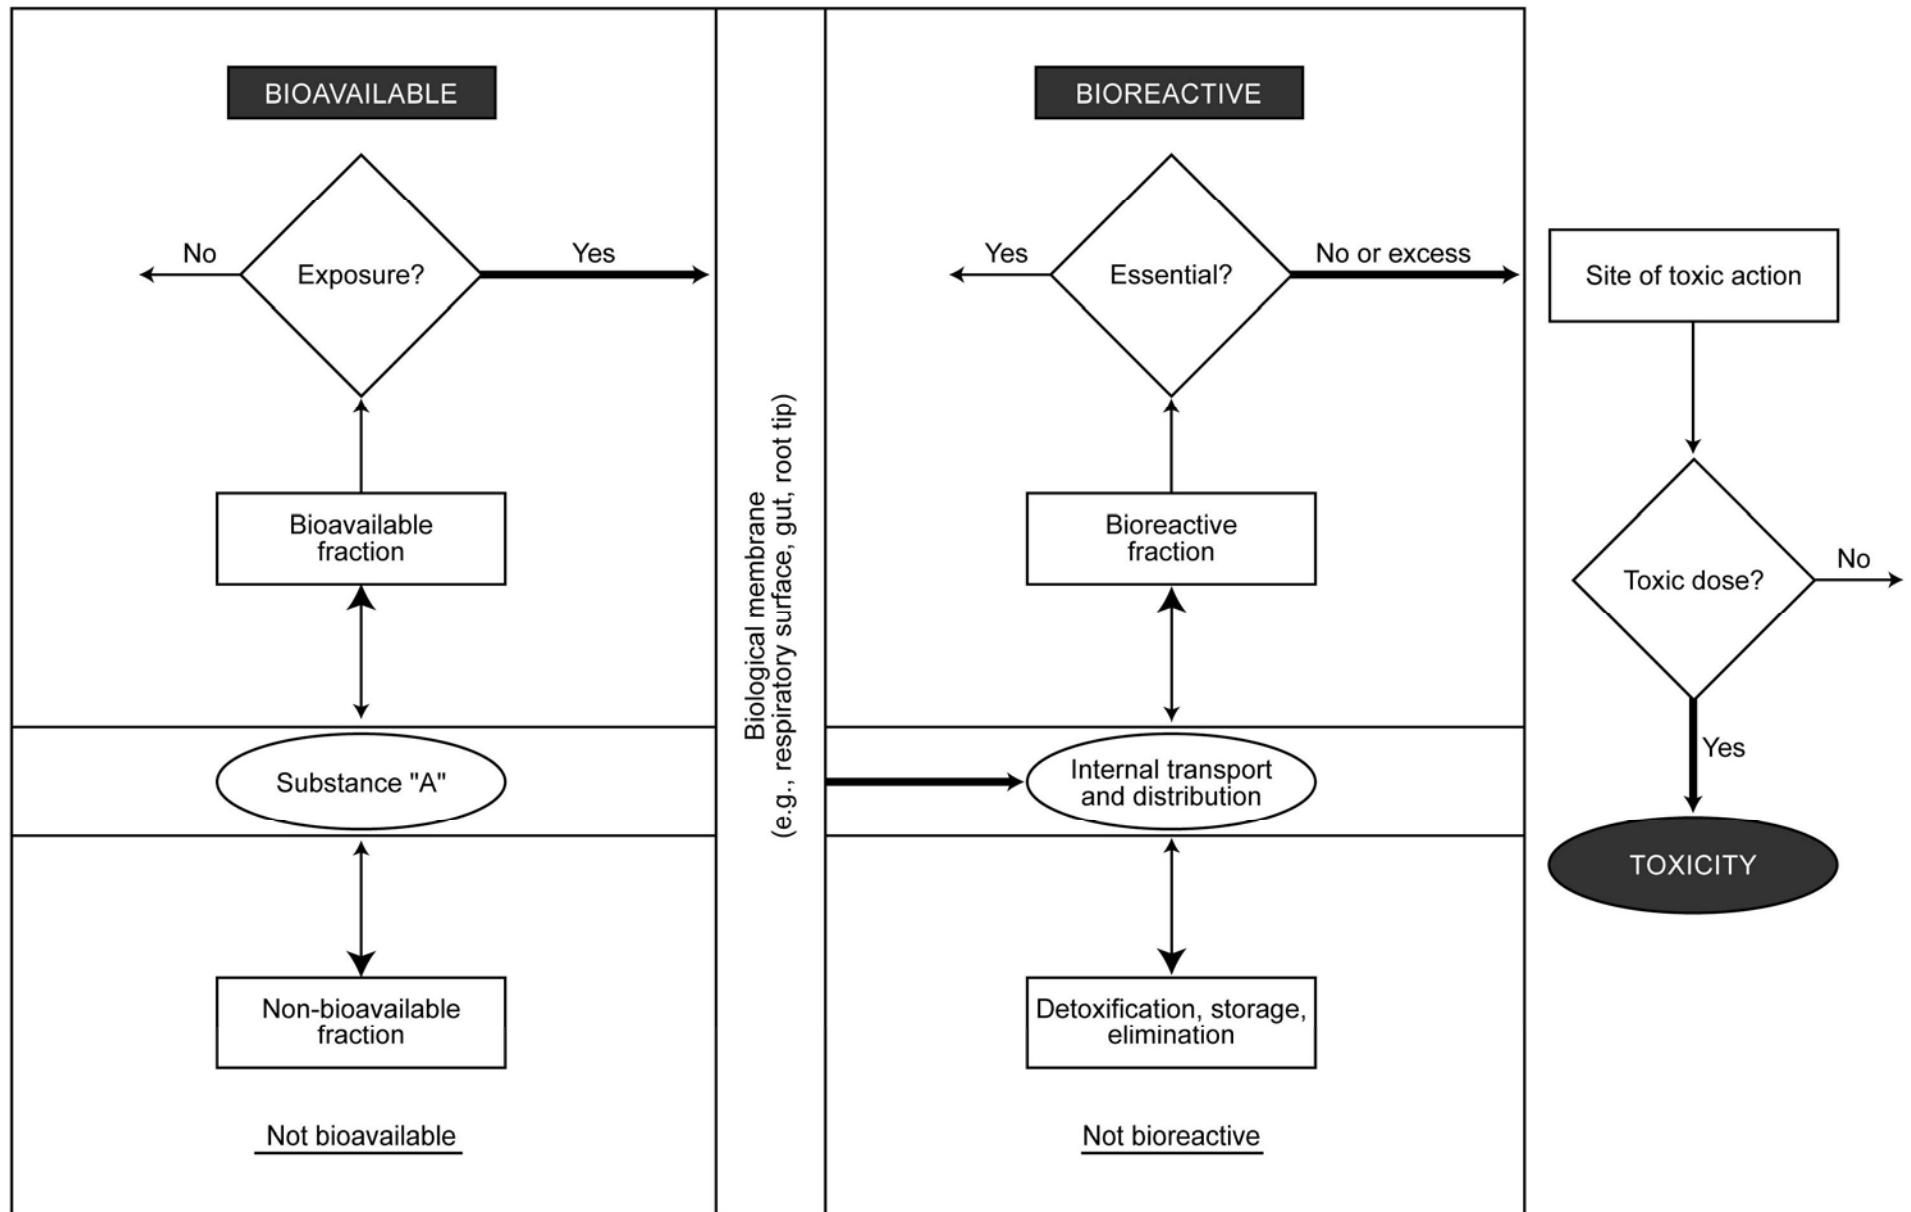 BIOAVAILABLE
No
Exposure?
Yes
Bioavailable
fraction
Substance "A"
Non-bioavailable
fraction
Not bioavailable
Biological membrane
(e.g., respiratory surface, gut, root tip)
BIOREACTIVE
Yes
Essential?
No or excess
Bioreactive
fraction
Internal transport
and distribution
Detoxification, storage,
elimination
Not bioreactive
Site of toxic action
Toxic dose?
No
Yes
TOXICITY